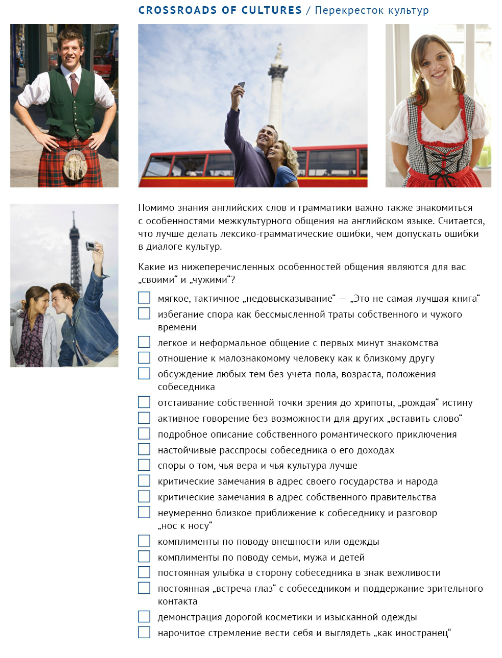 CROSSROADS OF CULTURES / Перекресток культур
Помимо знания английских слов и грамматики важно также знакомиться
с особенностями межкультурного общения на английском языке. Считается,
что лучше делать лексико-грамматические ошибки, чем допускать ошибки
в диалоге культур.
Какие из нижеперечисленных особенностей общения являются для вас
„своими“ и „чужими“?
мягкое, тактичное „недовысказывание“ — „Это не самая лучшая книга“
избегание спора как бессмысленной траты собственного и чужого
времени
легкое и неформальное общение с первых минут знакомства
отношение к малознакомому человеку как к близкому другу
обсуждение любых тем без учета пола, возраста, положения
собеседника
отстаивание собственной точки зрения до хрипоты, „рождая“ истину
активное говорение без возможности для других „вставить слово“
подробное описание собственного романтического приключения
настойчивые расспросы собеседника о его доходах
споры о том, чья вера и чья культура лучше
критические замечания в адрес своего государства и народа
критические замечания в адрес собственного правительства
неумеренно близкое приближение к собеседнику и разговор
„нос к носу“
комплименты по поводу внешности или одежды
комплименты по поводу семьи, мужа и детей
постоянная улыбка в сторону собеседника в знак вежливости
постоянная „встреча глаз“ с собеседником и поддержание зрительного
контакта
демонстрация дорогой косметики и изысканной одежды
нарочитое стремление вести себя и выглядеть „как иностранец“